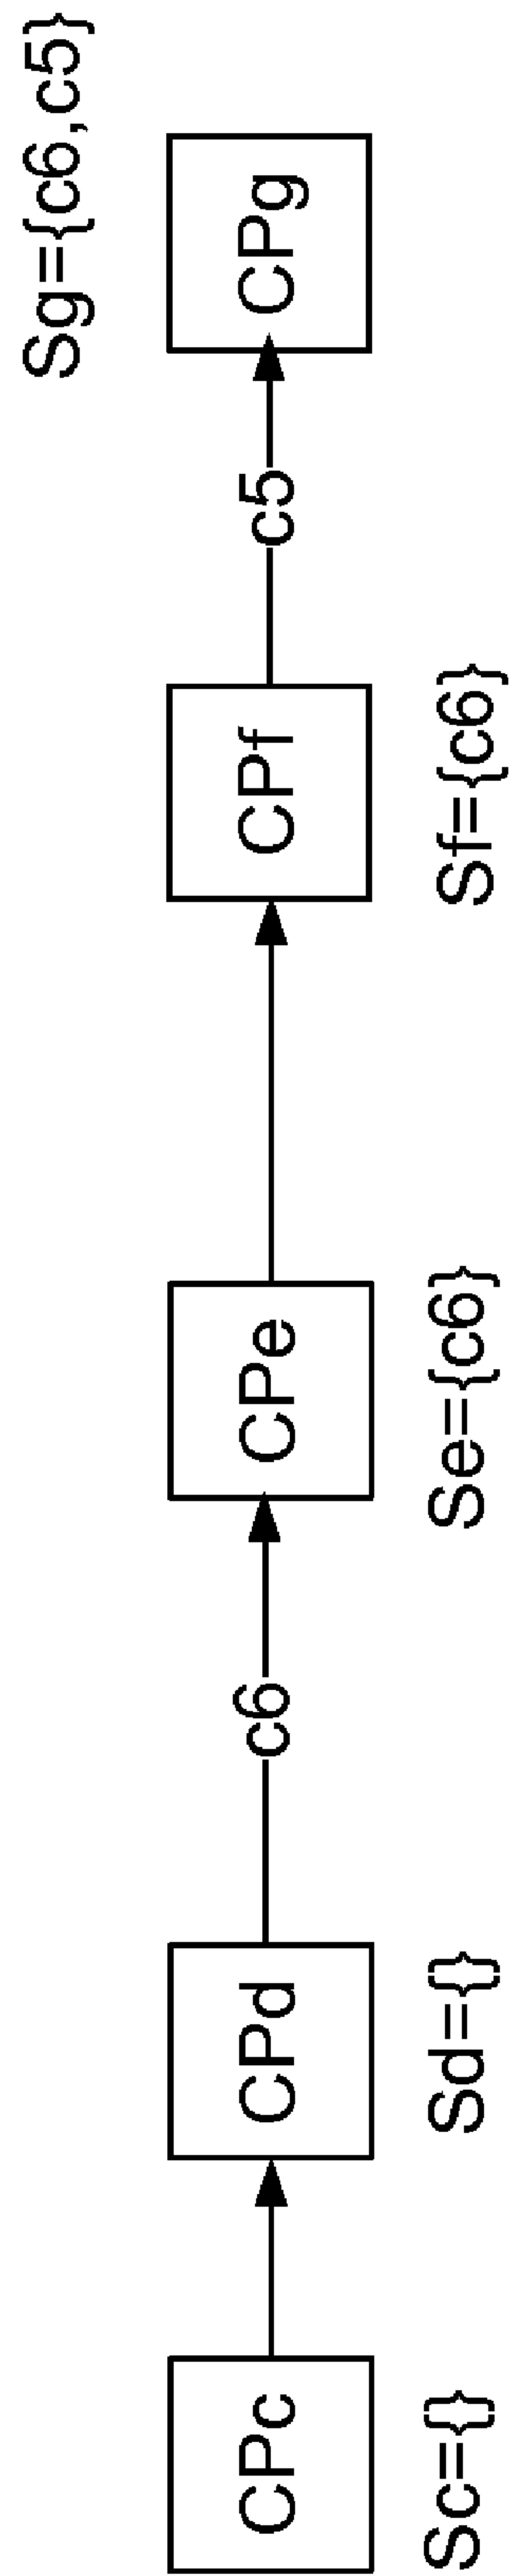 CPc
CPd
c6
CPe
CPf
c5
CPg
Sc={}
Sd={}
Se={c6}
Sf={c6}
Sg={c6,c5}